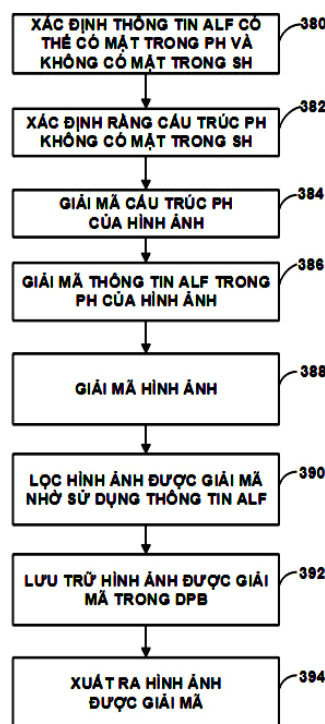 XÁC ĐỊNH THÔNG TIN ALF CÓ
THỂ CÓ MẶT TRONG PH VÀ
KHÔNG CÓ MẶT TRONG SH
380
XÁC ĐỊNH RẰNG CẤU TRÚC PH
KHÔNG CÓ MẶT TRONG SH
382
GIẢI MÃ CẤU TRÚC PH
CỦA HÌNH ẢNH
384
GIẢI MÃ THÔNG TIN ALF TRONG
PH CỦA HÌNH ẢNH
386
GIẢI MÃ HÌNH ẢNH
388
LỌC HÌNH ẢNH ĐƯỢC GIẢI MÃ
NHỜ SỬ DỤNG THÔNG TIN ALF
390
LƯU TRỮ HÌNH ẢNH ĐƯỢC GIẢI
MÃ TRONG DPB
392
XUẤT RA HÌNH ẢNH
ĐƯỢC GIẢI MÃ
394